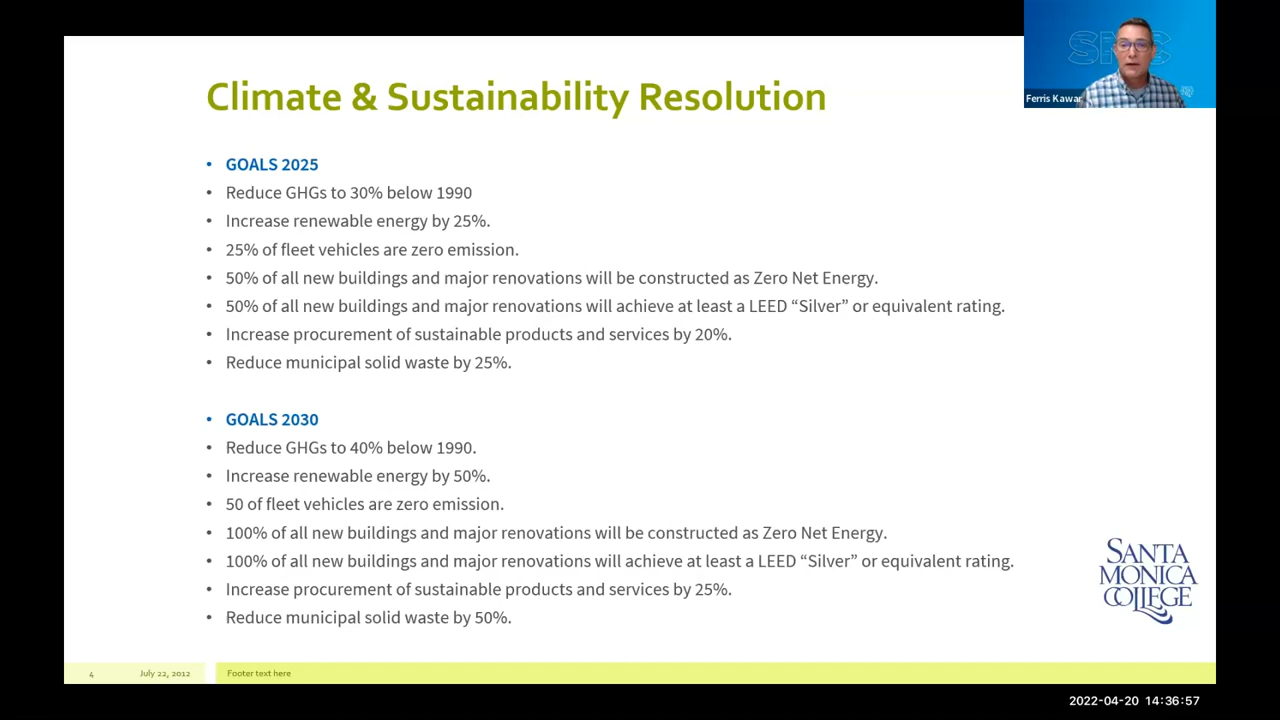 SMC
Ferris Kawar
Climate & Sustainability Resolution
• GOALS 2025
• Reduce GHGs to 30% below 1990
• Increase renewable energy by 25%.
• 25% of fleet vehicles are zero emission.
• 50% of all new buildings and major renovations will be constructed as Zero Net Energy.
• 50% of all new buildings and major renovations will achieve at least a LEED “Silver” or equivalent rating.
• Increase procurement of sustainable products and services by 20%.
• Reduce municipal solid waste by 25%.
• GOALS 2030
• Reduce GHGs to 40% below 1990.
• Increase renewable energy by 50%.
• 50 of fleet vehicles are zero emission.
• 100% of all new buildings and major renovations will be constructed as Zero Net Energy.
• 100% of all new buildings and major renovations will achieve at least a LEED “Silver” or equivalent rating.
• Increase procurement of sustainable products and services by 25%.
• Reduce municipal solid waste by 50%.
SANTA
MONICA
COLLEGE
4 July 22, 2012 Footer text here
2022-04-20 14:36:57